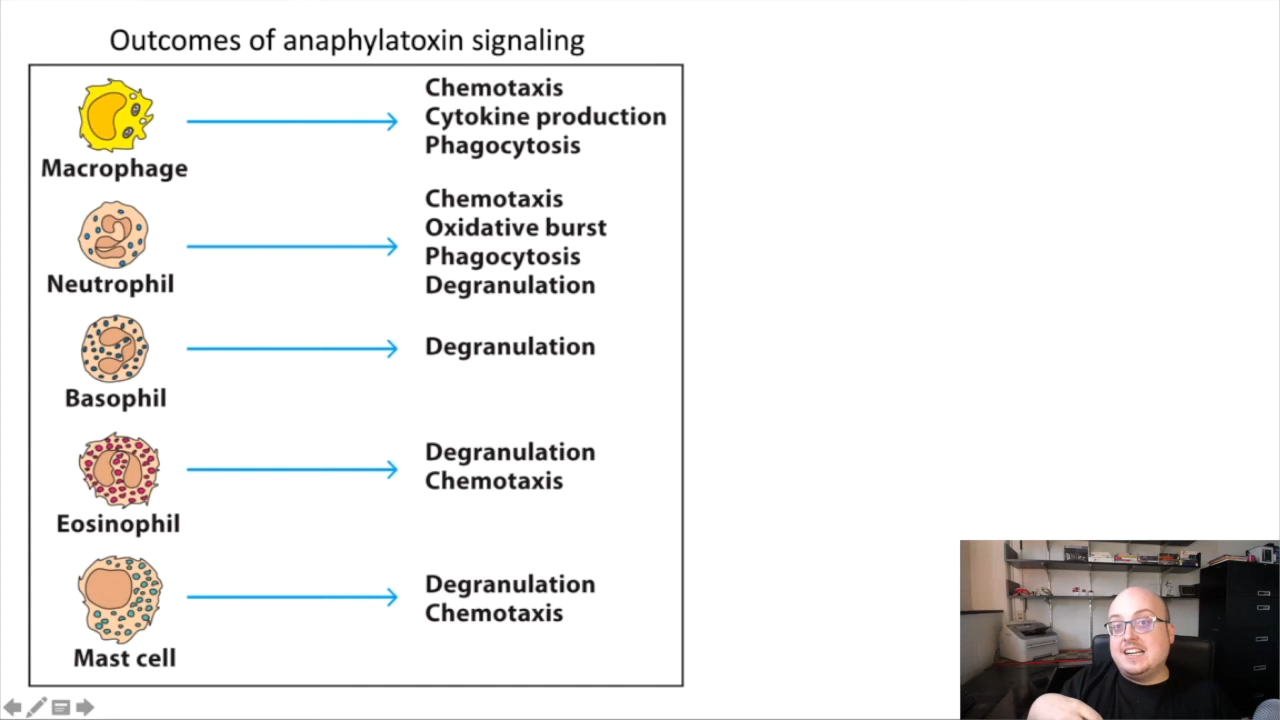 Outcomes of anaphylatoxin signaling
Macrophage
Chemotaxis
Cytokine production
Phagocytosis
Neutrophil
Chemotaxis
Oxidative burst
Phagocytosis
Degranulation
Basophil
Degranulation
Eosinophil
Degranulation
Chemotaxis
Mast cell
Degranulation
Chemotaxis